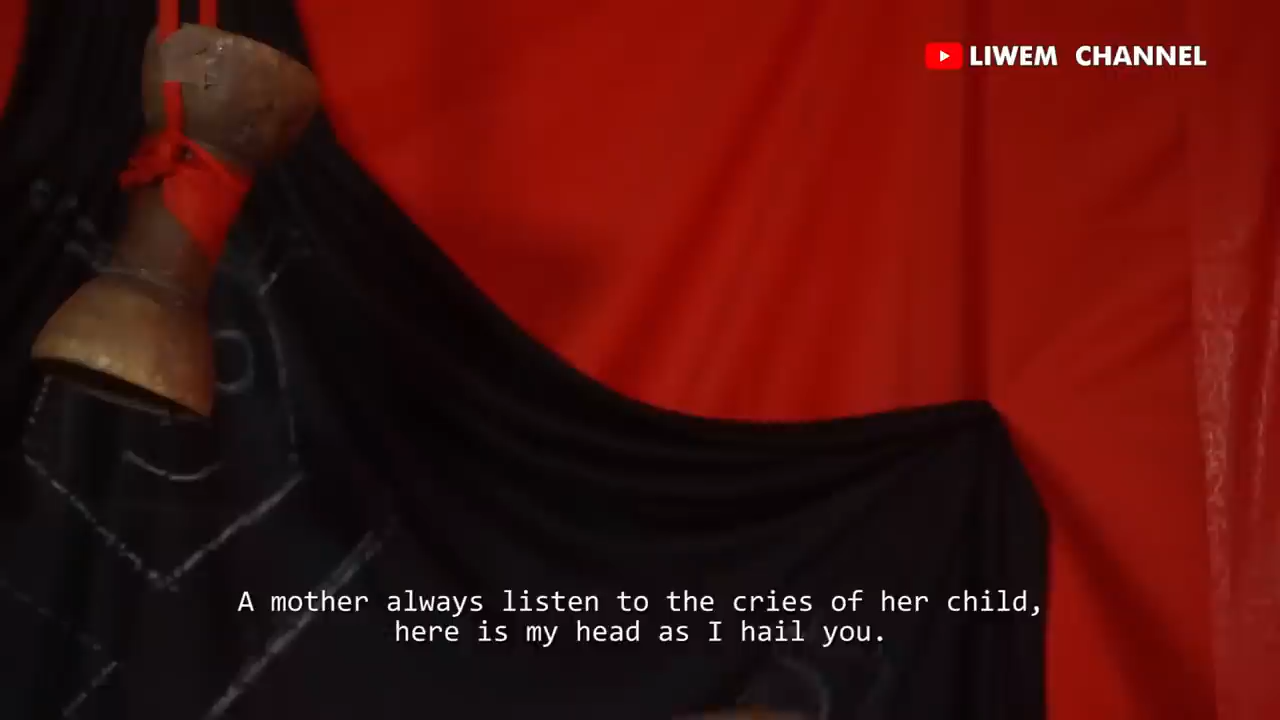 LIWEM CHANNEL
A mother always listen to the cries of her child,
here is my head as I hail you.